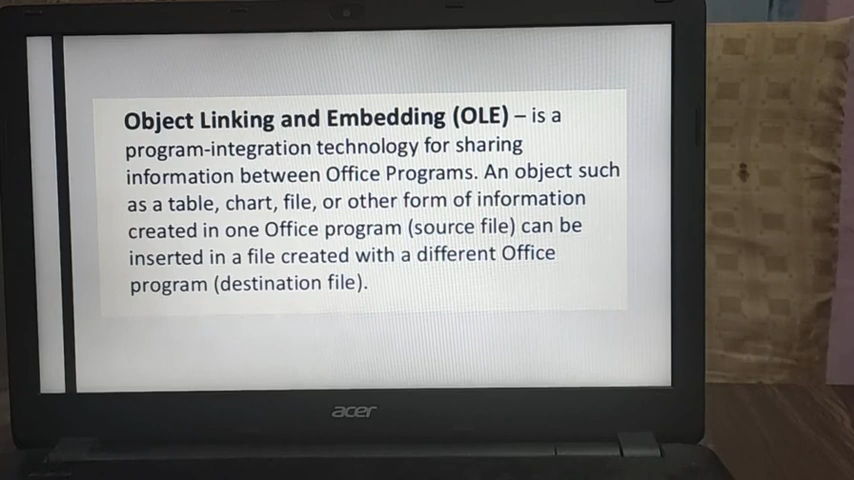 Object Linking and Embedding (OLE) – is a
program-integration technology for sharing
information between Office Programs. An object such
as a table, chart, file, or other form of information
created in one Office program (source file) can be
inserted in a file created with a different Office
program (destination file).
acer